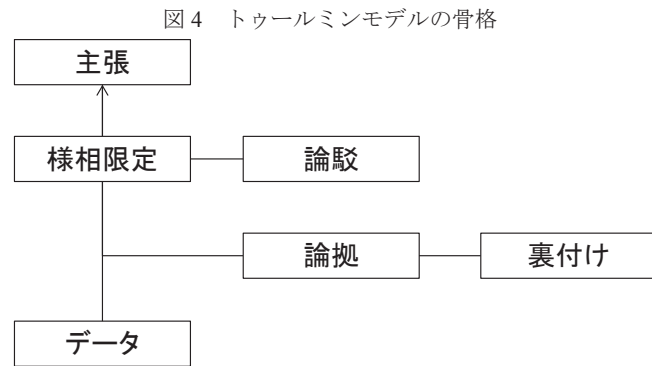 図 4　トゥールミンモデルの骨格
主張
様相限定
論駁
論拠
裏付け
データ